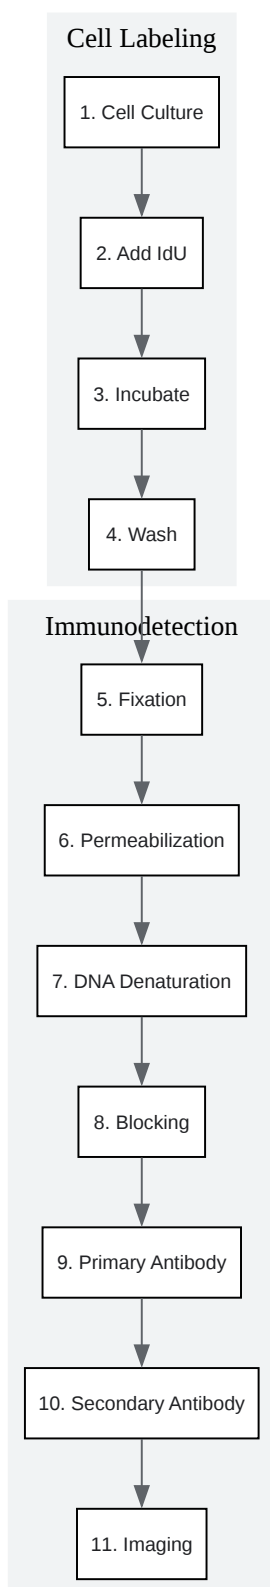 Cell Labeling
1. Cell Culture
2. Add IdU
3. Incubate
4. Wash
Immunodetection
5. Fixation
6. Permeabilization
7. DNA Denaturation
8. Blocking
9. Primary Antibody
10. Secondary Antibody
11. Imaging